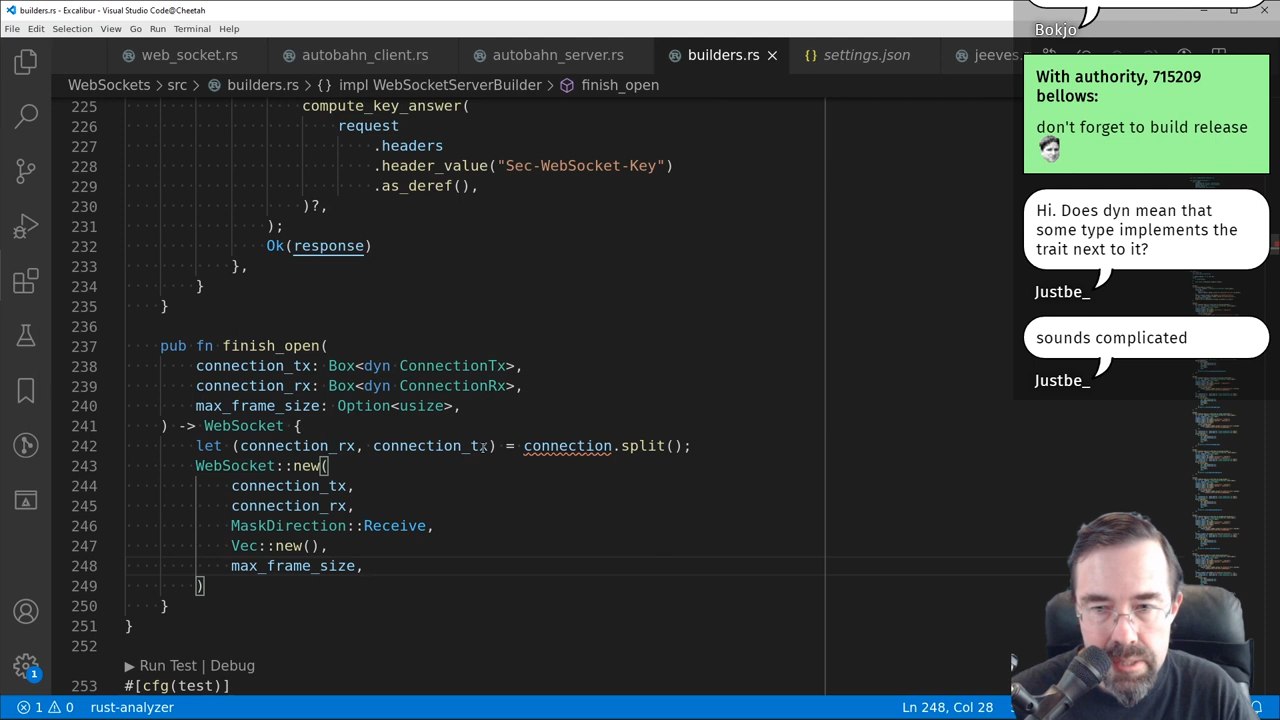 builders.rs - Excalibur - Visual Studio Code@Cheetah
File Edit Selection View Go Run Terminal Help
web_socket.rs autobahn_client.rs autobahn_server.rs builders.rs settings.json jeeves.rs
WebSockets > src > builders.rs > {} impl WebSocketServerBuilder > finish_open
225 compute_key_answer(
226 request
227 .headers
228 .header_value("Sec-WebSocket-Key")
229 .as_deref(),
230 )?,
231 );
232 Ok(response)
233 },
234 }
235 }
236
237 pub fn finish_open(
238 connection_tx: Box<dyn ConnectionTx>,
239 connection_rx: Box<dyn ConnectionRx>,
240 max_frame_size: Option<usize>,
241 ) -> WebSocket {
242 let (connection_rx, connection_tx) = connection.split();
243 WebSocket::new(
244 connection_tx,
245 connection_rx,
246 MaskDirection::Receive,
247 Vec::new(),
248 max_frame_size,
249 )
250 }
251 }
252
▶ Run Test | Debug
253 #[cfg(test)]
1
1 0 rust-analyzer
Ln 248, Col 28
Bokjo
With authority, 715209
bellows:
don't forget to build release
Hi. Does dyn mean that
some type implements the
trait next to it?
Justbe_
sounds complicated
Justbe_